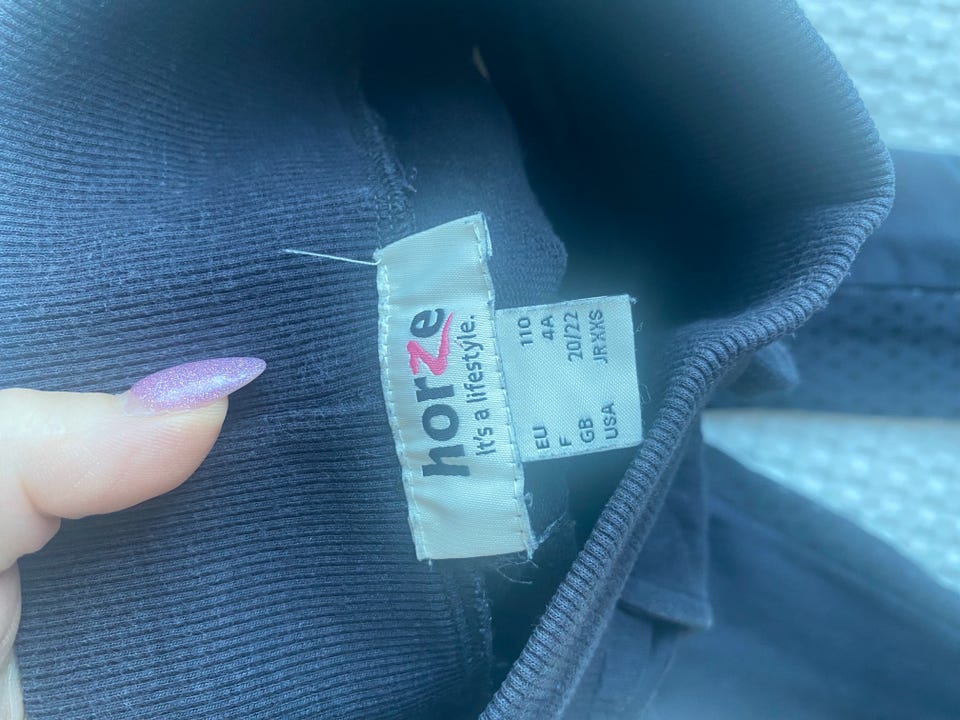 horze
It's a lifestyle.
EU 110
F 4A
GB 20/22
USA JR XXS